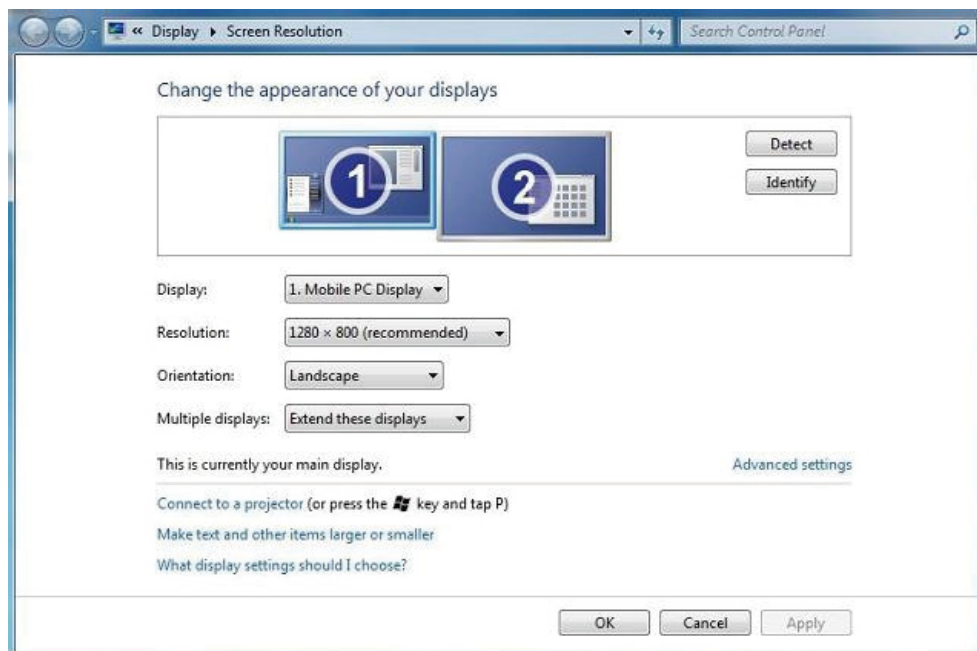 « Display ▸ Screen Resolution Search Control Panel
Change the appearance of your displays
1 2
Detect
Identify
Display: 1. Mobile PC Display
Resolution: 1280 × 800 (recommended)
Orientation: Landscape
Multiple displays: Extend these displays
This is currently your main display. Advanced settings
Connect to a projector (or press the key and tap P)
Make text and other items larger or smaller
What display settings should I choose?
OK Cancel Apply